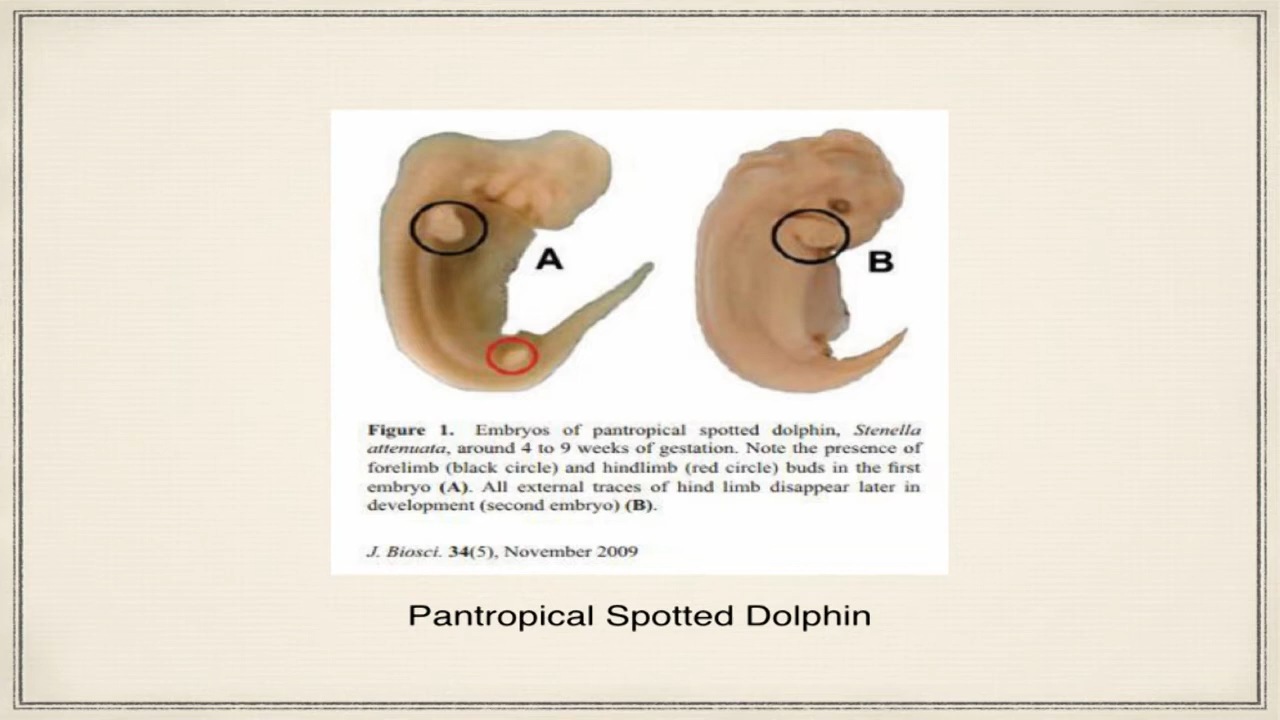 A
B
Figure 1. Embryos of pantropical spotted dolphin, Stenella
attenuata, around 4 to 9 weeks of gestation. Note the presence of
forelimb (black circle) and hindlimb (red circle) buds in the first
embryo (A). All external traces of hind limb disappear later in
development (second embryo) (B).
J. Biosci. 34(5), November 2009
Pantropical Spotted Dolphin